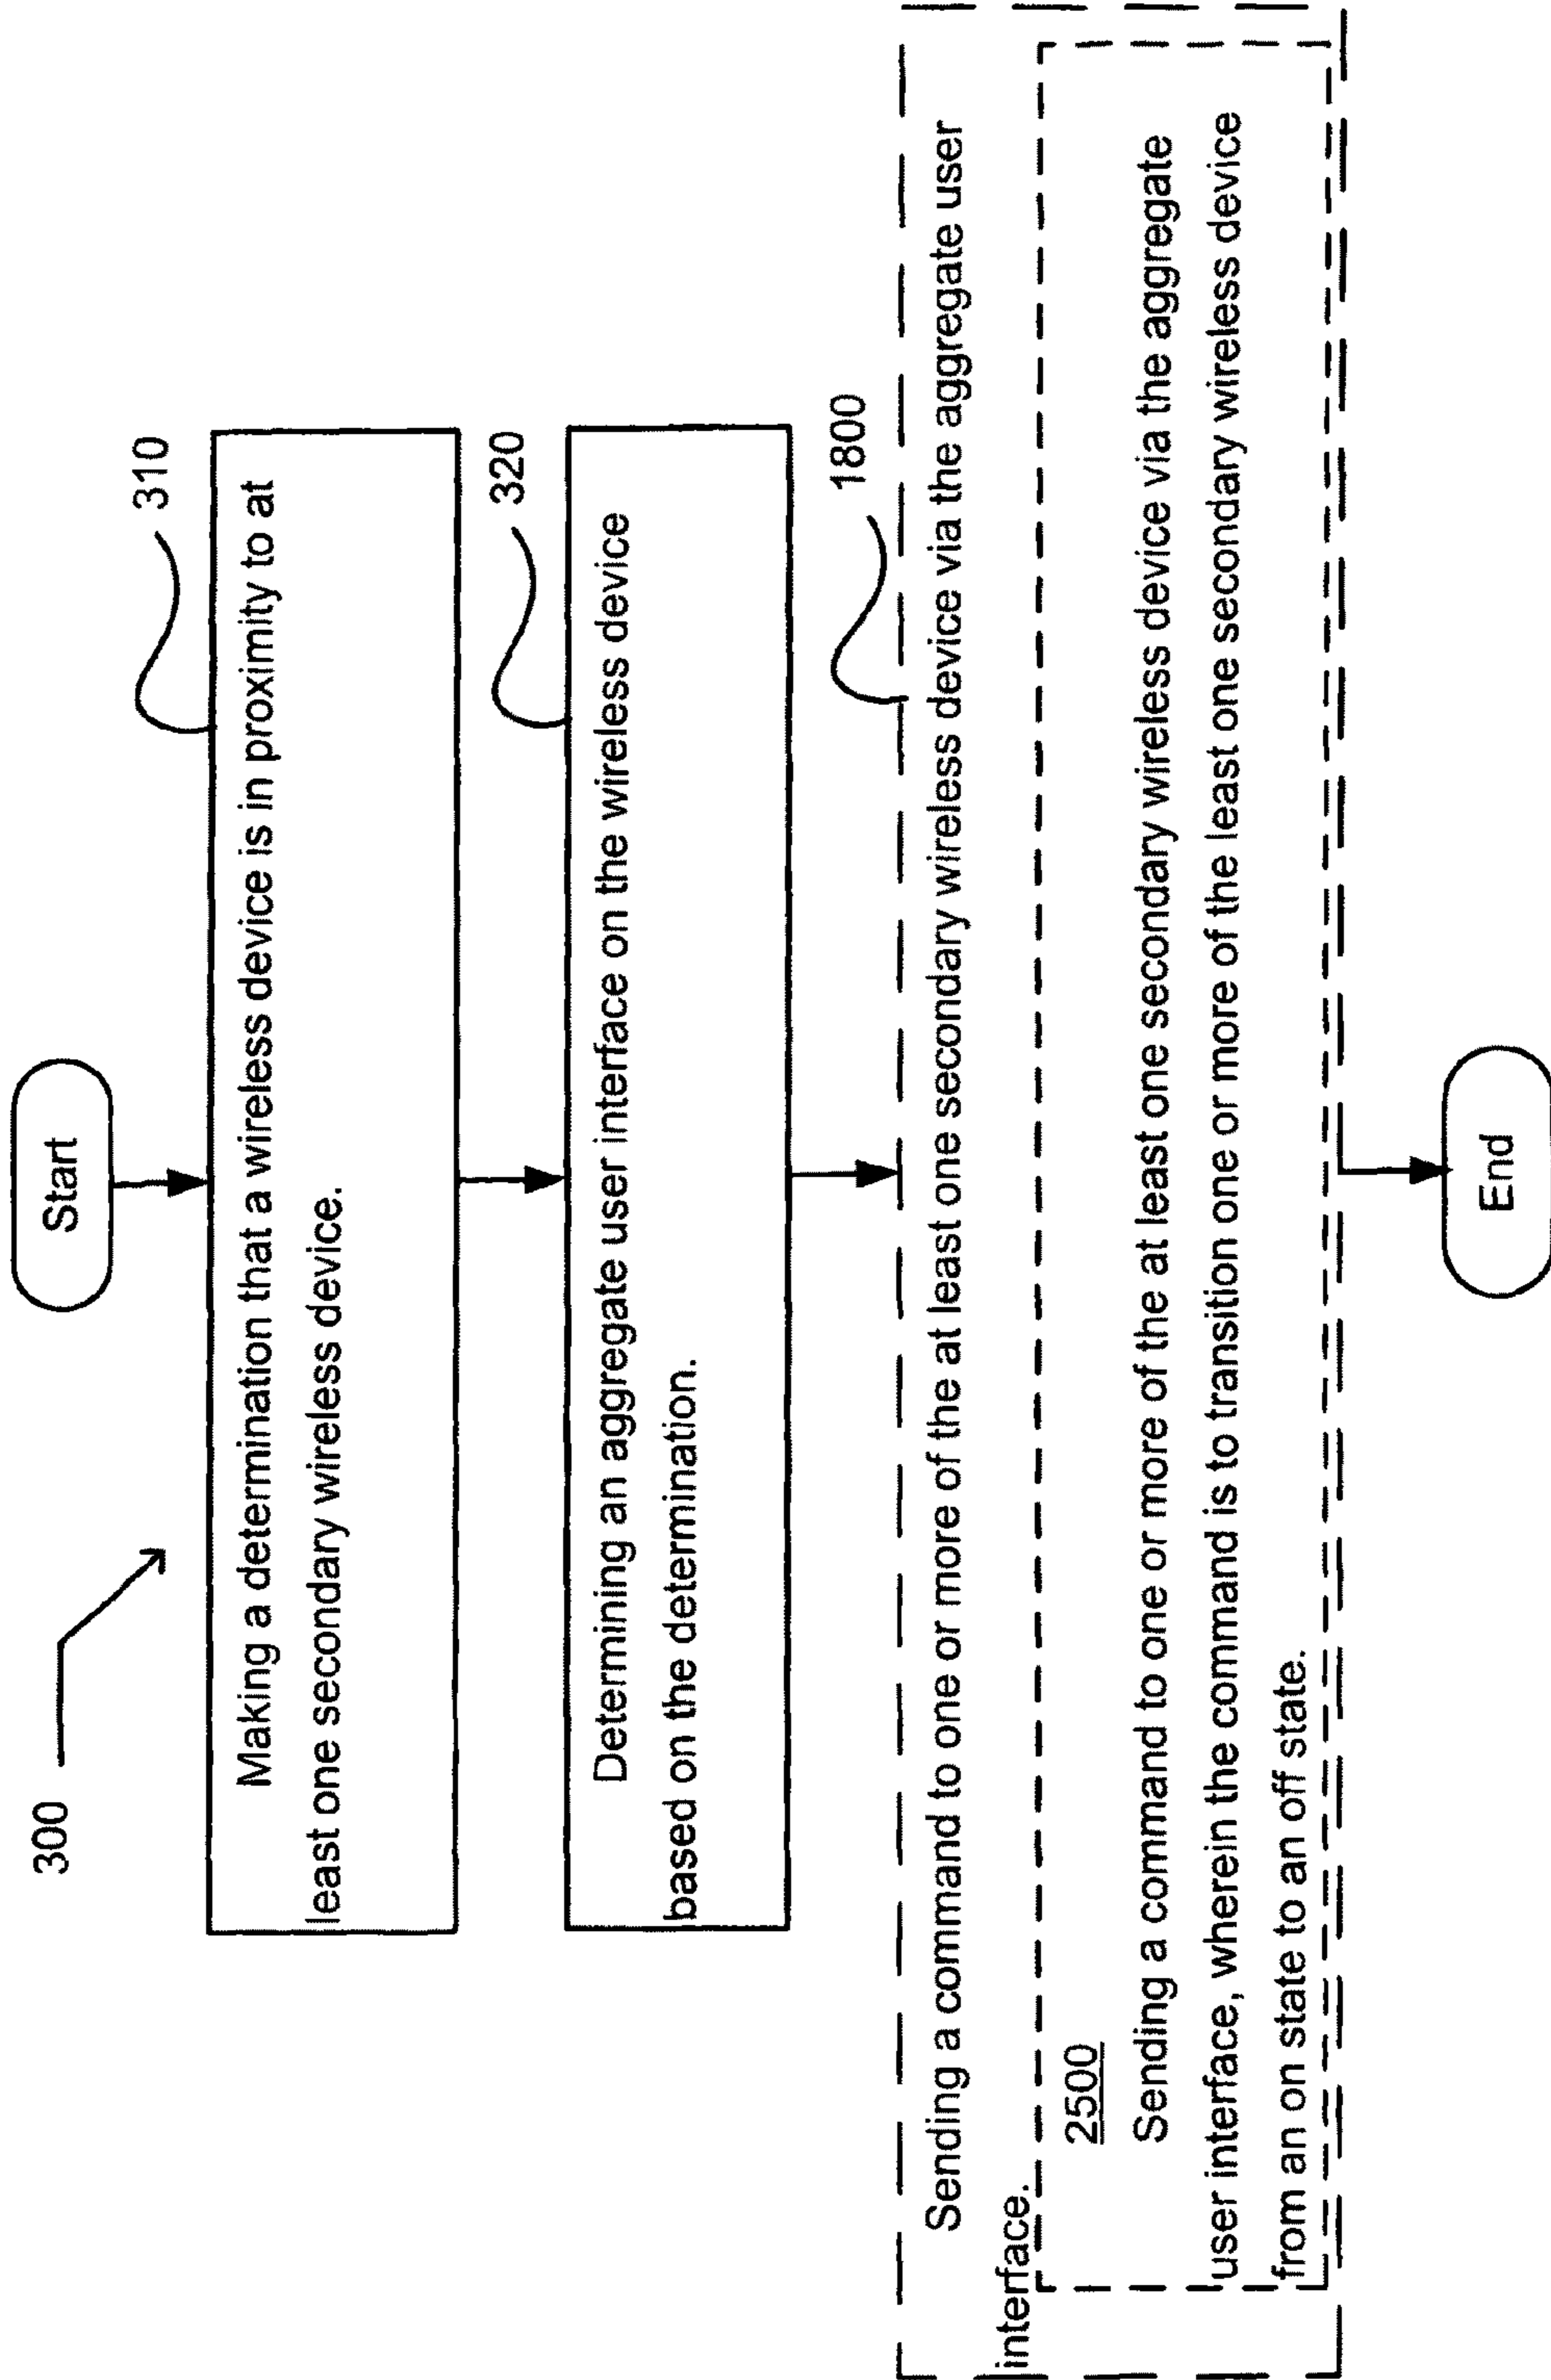 300
Start
310
Making a determination that a wireless device is in proximity to at
least one secondary wireless device.
320
Determining an aggregate user interface on the wireless device
based on the determination.
1800
Sending a command to one or more of the at least one secondary wireless device via the aggregate user
interface.
2500
Sending a command to one or more of the at least one secondary wireless device via the aggregate
user interface, wherein the command is to transition one or more of the least one secondary wireless device
from an on state to an off state.
End